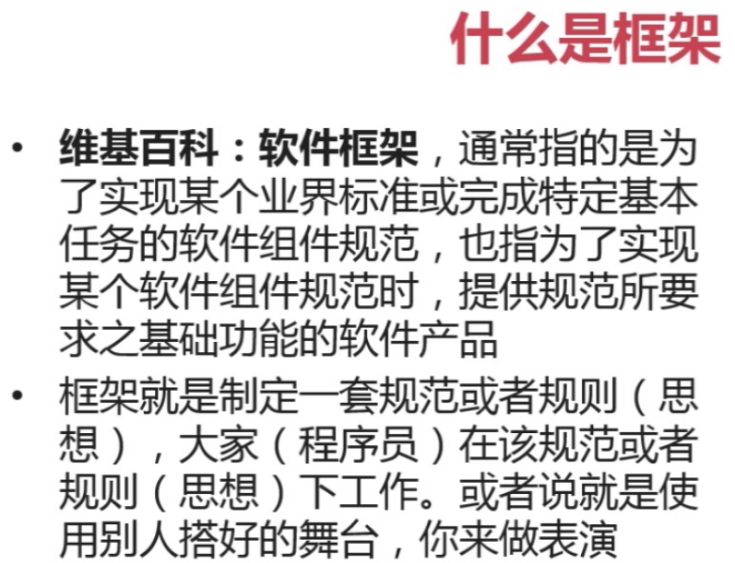 什么是框架
• 维基百科：软件框架，通常指的是为
了实现某个业界标准或完成特定基本
任务的软件组件规范，也指为了实现
某个软件组件规范时，提供规范所要
求之基础功能的软件产品
• 框架就是制定一套规范或者规则（思
想），大家（程序员）在该规范或者
规则（思想）下工作。或者说就是使
用别人搭好的舞台，你来做表演